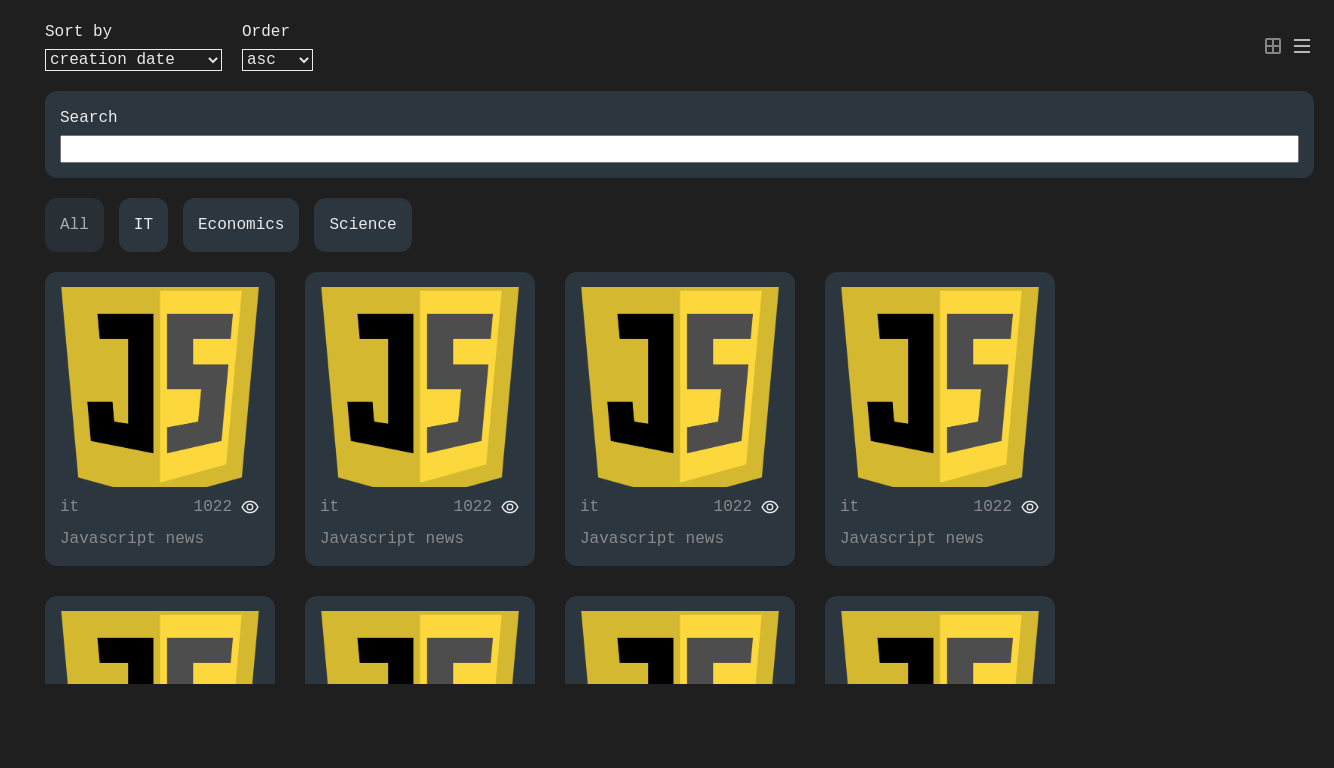 Sort by Order
creation date asc
Search
All IT Economics Science
JS JS JS JS
it 1022 it 1022 it 1022 it 1022
Javascript news Javascript news Javascript news Javascript news